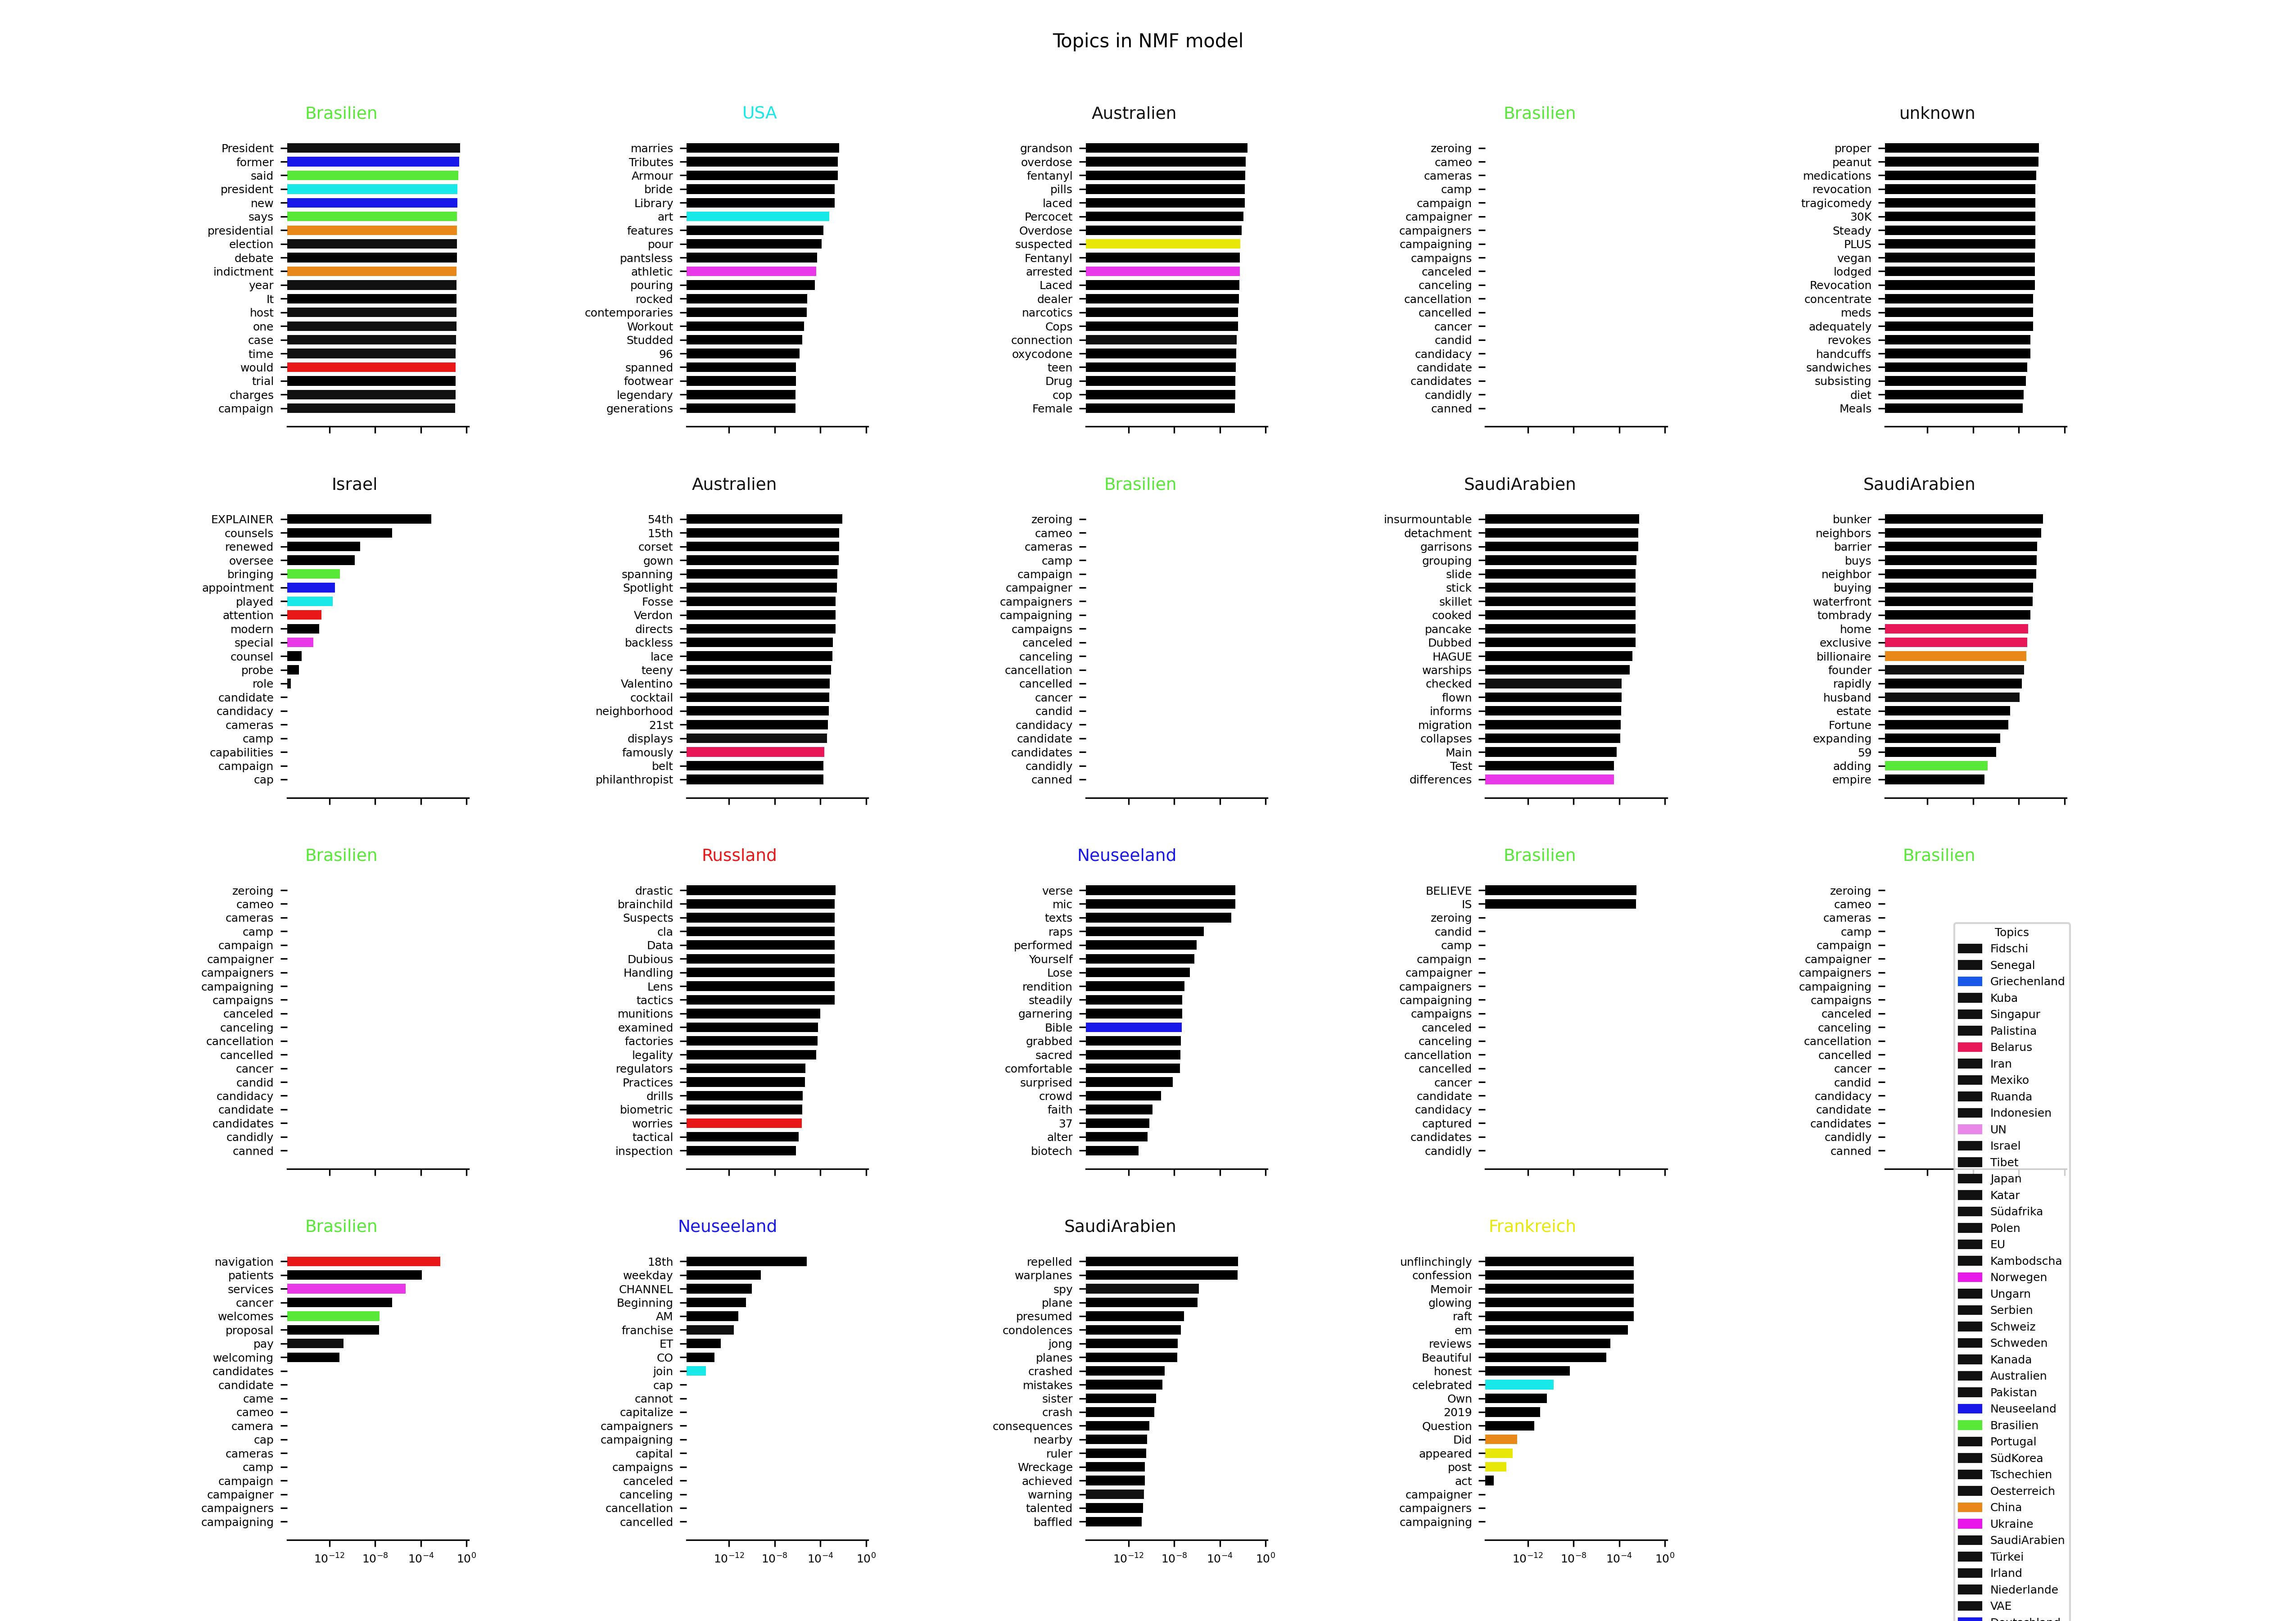 Topics in NMF model
Brasilien
President
former
said
president
new
says
presidential
election
debate
indictment
year
It
host
one
case
time
would
trial
charges
campaign
USA
marries
Tributes
Armour
bride
Library
art
features
pour
pantsless
athletic
pouring
rocked
contemporaries
Workout
Studded
96
spanned
footwear
legendary
generations
Australien
grandson
overdose
fentanyl
pills
laced
Percocet
Overdose
suspected
Fentanyl
arrested
Laced
dealer
narcotics
Cops
connection
oxycodone
teen
Drug
cop
Female
Brasilien
zeroing
cameo
cameras
camp
campaign
campaigner
campaigners
campaigning
campaigns
canceled
canceling
cancellation
cancelled
cancer
candid
candidacy
candidate
candidates
candidly
canned
unknown
proper
peanut
medications
revocation
tragicomedy
30K
Steady
PLUS
vegan
lodged
Revocation
concentrate
meds
adequately
revokes
handcuffs
sandwiches
subsisting
diet
Meals
Israel
EXPLAINER
counsels
renewed
oversee
bringing
appointment
played
attention
modern
special
counsel
probe
role
candidate
candidacy
cameras
camp
capabilities
campaign
cap
Australien
54th
15th
corset
gown
spanning
Spotlight
Fosse
Verdon
directs
backless
lace
teeny
Valentino
cocktail
neighborhood
21st
displays
famously
belt
philanthropist
Brasilien
zeroing
cameo
cameras
camp
campaign
campaigner
campaigners
campaigning
campaigns
canceled
canceling
cancellation
cancelled
cancer
candid
candidacy
candidate
candidates
candidly
canned
SaudiArabien
insurmountable
detachment
garrisons
grouping
slide
stick
skillet
cooked
pancake
Dubbed
HAGUE
warships
checked
flown
informs
migration
collapses
Main
Test
differences
SaudiArabien
bunker
neighbors
barrier
buys
neighbor
buying
waterfront
tombrady
home
exclusive
billionaire
founder
rapidly
husband
estate
Fortune
expanding
59
adding
empire
Brasilien
zeroing
cameo
cameras
camp
campaign
campaigner
campaigners
campaigning
campaigns
canceled
canceling
cancellation
cancelled
cancer
candid
candidacy
candidate
candidates
candidly
canned
Russland
drastic
brainchild
Suspects
cla
Data
Dubious
Handling
Lens
tactics
munitions
examined
factories
legality
regulators
Practices
drills
biometric
worries
tactical
inspection
Neuseeland
verse
mic
texts
raps
performed
Yourself
Lose
rendition
steadily
garnering
Bible
grabbed
sacred
comfortable
surprised
crowd
faith
37
alter
biotech
Brasilien
BELIEVE
IS
zeroing
candid
camp
campaign
campaigner
campaigners
campaigning
campaigns
canceled
canceling
cancellation
cancelled
cancer
candidate
candidacy
captured
candidates
candidly
Brasilien
zeroing
cameo
cameras
camp
campaign
campaigner
campaigners
campaigning
campaigns
canceled
canceling
cancellation
cancelled
cancer
candid
candidacy
candidate
candidates
candidly
canned
Brasilien
navigation
patients
services
cancer
welcomes
proposal
pay
welcoming
candidates
candidate
came
cameo
camera
cap
cameras
camp
campaign
campaigner
campaigners
campaigning
10⁻¹² 10⁻⁸ 10⁻⁴ 10⁰
Neuseeland
18th
weekday
CHANNEL
Beginning
AM
franchise
ET
CO
join
cap
cannot
capitalize
campaigners
campaigning
capital
campaigns
canceled
canceling
cancellation
cancelled
10⁻¹² 10⁻⁸ 10⁻⁴ 10⁰
SaudiArabien
repelled
warplanes
spy
plane
presumed
condolences
jong
planes
crashed
mistakes
sister
crash
consequences
nearby
ruler
Wreckage
achieved
warning
talented
baffled
10⁻¹² 10⁻⁸ 10⁻⁴ 10⁰
Frankreich
unflinchingly
confession
Memoir
glowing
raft
em
reviews
Beautiful
honest
celebrated
Own
2019
Question
Did
appeared
post
act
campaigner
campaigners
campaigning
10⁻¹² 10⁻⁸ 10⁻⁴ 10⁰
Topics
Fidschi
Senegal
Griechenland
Kuba
Singapur
Palistina
Belarus
Iran
Mexiko
Ruanda
Indonesien
UN
Israel
Tibet
Japan
Katar
Südafrika
Polen
EU
Kambodscha
Norwegen
Ungarn
Serbien
Schweiz
Schweden
Kanada
Australien
Pakistan
Neuseeland
Brasilien
Portugal
SüdKorea
Tschechien
Oesterreich
China
Ukraine
SaudiArabien
Türkei
Irland
Niederlande
VAE